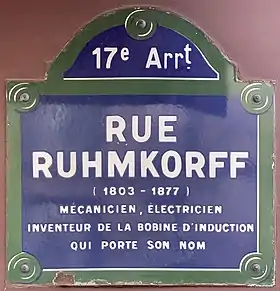 17e Arrt
RUE
RUHMKORFF
( 1803 - 1877 )
MÉCANICIEN, ÉLECTRICIEN
INVENTEUR DE LA BOBINE D'INDUCTION
QUI PORTE SON NOM